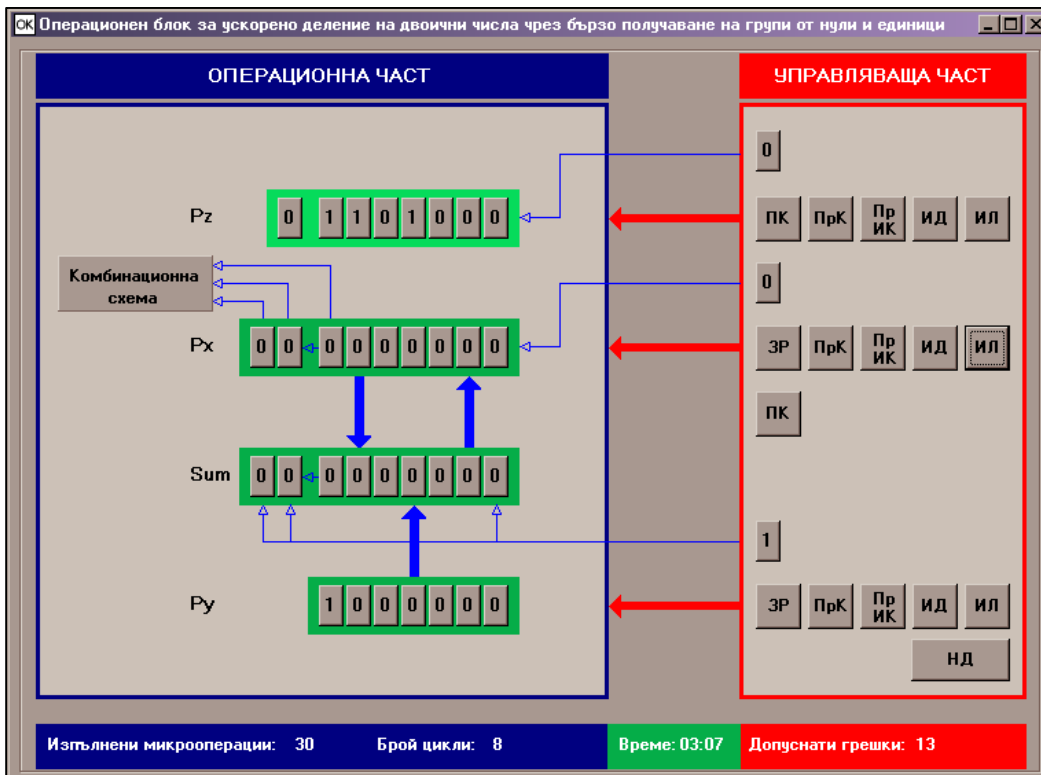 OK Операционен блок за ускорено деление на двоични числа чрез бързо получаване на групи от нули и единици
ОПЕРАЦИОННА ЧАСТ
УПРАВЛЯВАЩА ЧАСТ
0
Pz 0 1 1 0 1 0 0 0
ПК ПрК Пр ИК ИД ИЛ
Комбинационна
схема
0
Px 0 0 0 0 0 0 0 0 0
ЗР ПрК Пр ИК ИД ИЛ
ПК
Sum 0 0 0 0 0 0 0 0 0
1
Py 1 0 0 0 0 0 0
ЗР ПрК Пр ИК ИД ИЛ
НД
Изпълнени микрооперации: 30 Брой цикли: 8 Време: 03:07 Допуснати грешки: 13